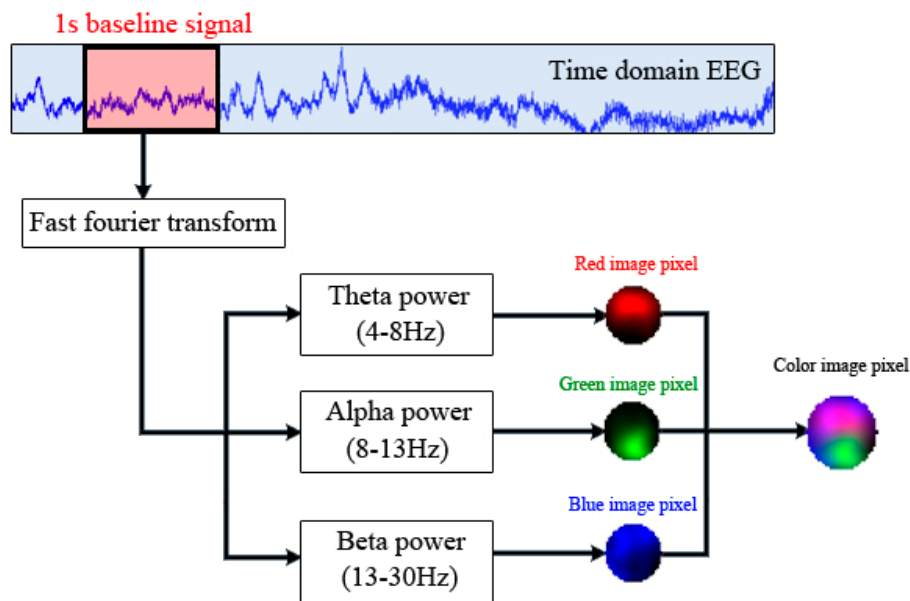 1s baseline signal
Time domain EEG
Fast fourier transform
Red image pixel
Theta power
(4-8Hz)
Color image pixel
Green image pixel
Alpha power
(8-13Hz)
Blue image pixel
Beta power
(13-30Hz)